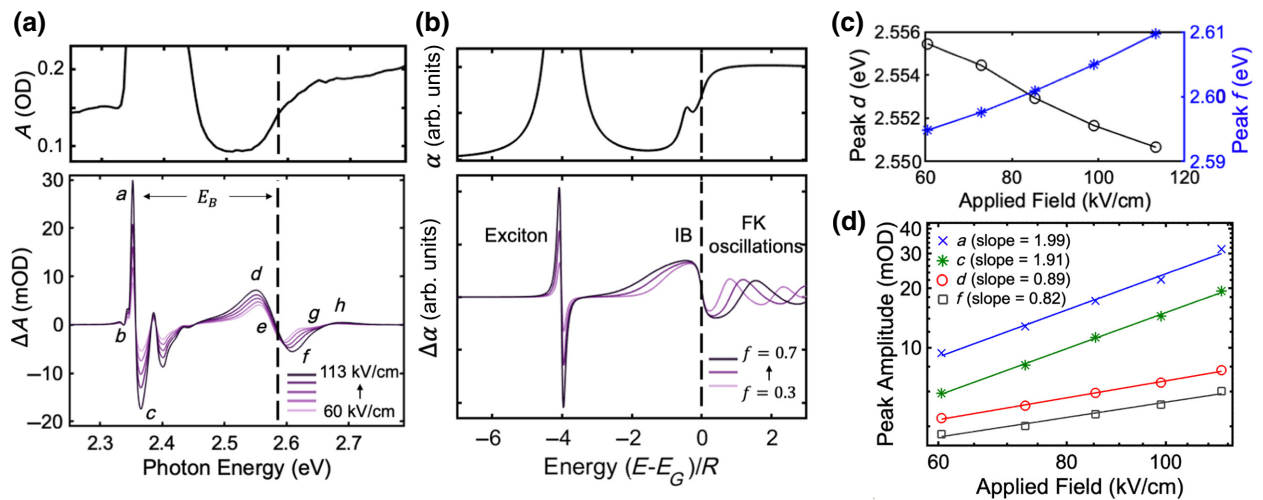 (a)
A (OD)
0.2
0.1
ΔA (mOD)
30
20
10
0
−10
−20
a
E_B
b
c
d
e
f
g
h
113 kV/cm
60 kV/cm
2.3
2.4
2.5
2.6
2.7
Photon Energy (eV)
(b)
α (arb. units)
Δα (arb. units)
Exciton
IB
FK
oscillations
f = 0.7
f = 0.3
−6
−4
−2
0
2
Energy (E-E_G)/R
(c)
Peak d (eV)
2.556
2.554
2.552
2.550
2.61
2.60
2.59
Peak f (eV)
60
80
100
120
Applied Field (kV/cm)
(d)
Peak Amplitude (mOD)
40
30
20
10
a (slope = 1.99)
c (slope = 1.91)
d (slope = 0.89)
f (slope = 0.82)
60
80
100
Applied Field (kV/cm)